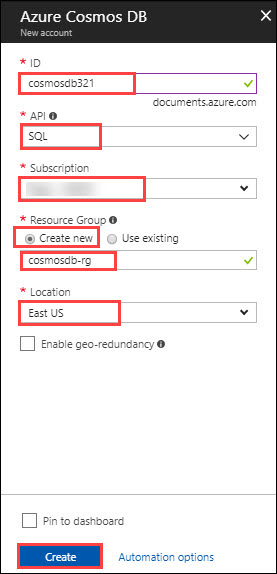 Azure Cosmos DB
New account
* ID
cosmosdb321
documents.azure.com
* API
SQL
* Subscription
* Resource Group
Create new Use existing
cosmosdb-rg
* Location
East US
Enable geo-redundancy
Pin to dashboard
Create Automation options